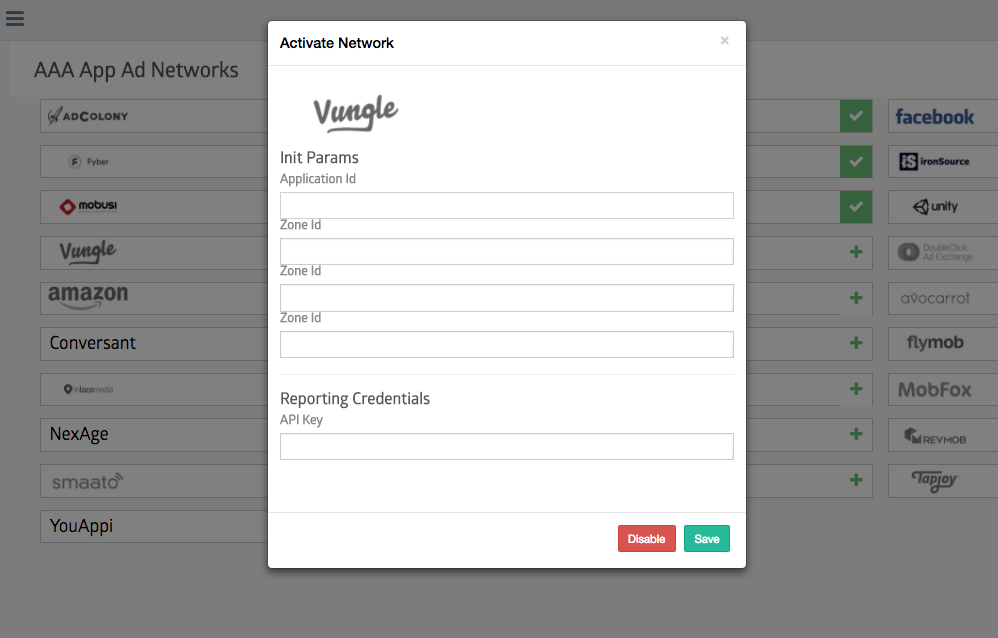 Activate Network
×
AAA App Ad Networks
Vungle
Init Params
Application Id
Zone Id
Zone Id
Zone Id
Reporting Credentials
API Key
Disable
Save
ADCOLONY
facebook
Fyber
ironSource
mobusi
unity
Vungle
DoubleClick
Ad Exchange
amazon
avocarrot
Conversant
flymob
inlocomedia
MobFox
NexAge
REVMOB
smaato
Tapjoy
YouAppi